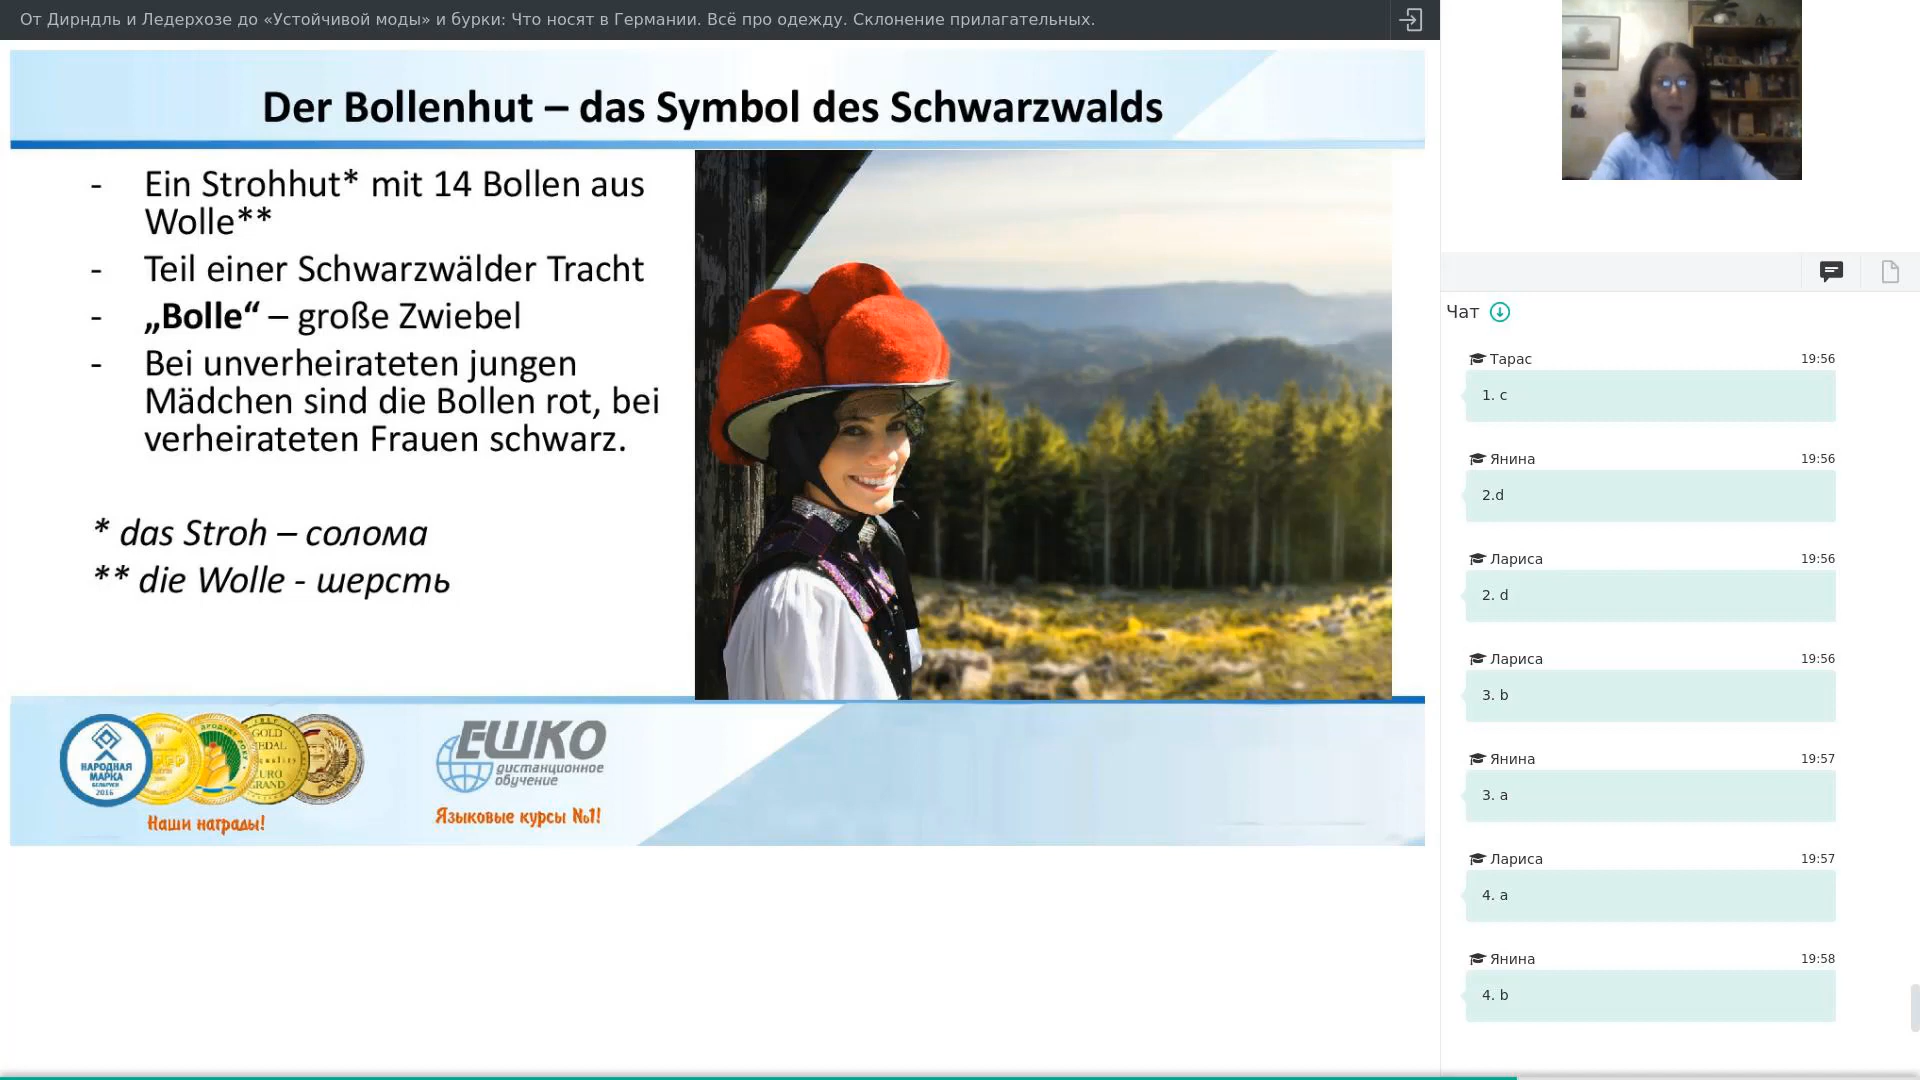 От Дирндль и Ледерхозе до «Устойчивой моды» и бурки: Что носят в Германии. Всё про одежду. Склонение прилагательных.
Der Bollenhut – das Symbol des Schwarzwalds
- Ein Strohhut* mit 14 Bollen aus
Wolle**
- Teil einer Schwarzwälder Tracht
- „Bolle“ – große Zwiebel
- Bei unverheirateten jungen
Mädchen sind die Bollen rot, bei
verheirateten Frauen schwarz.
* das Stroh – солома
** die Wolle - шерсть
НАРОДНАЯ
МАРКА
БЕЛАРУСИ
2016
GOLD
MEDAL
EURO
GRAND
Наши награды!
ЕШКО
дистанционное
обучение
Языковые курсы №1!
Чат
Тарас 19:56
1. c
Янина 19:56
2.d
Лариса 19:56
2. d
Лариса 19:56
3. b
Янина 19:57
3. a
Лариса 19:57
4. a
Янина 19:58
4. b